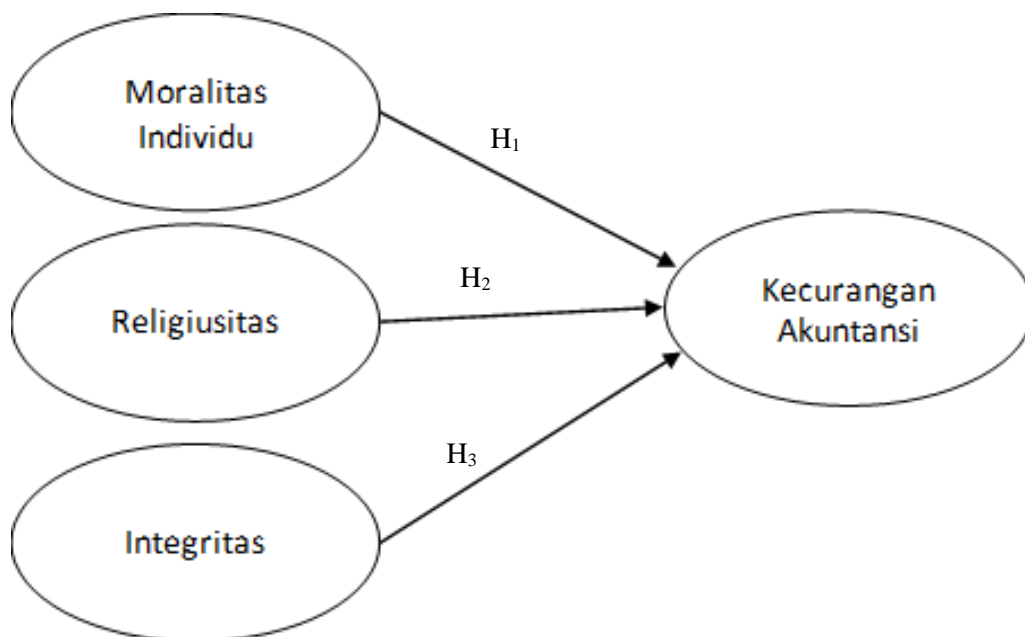 Moralitas
Individu
H₁
Religiusitas
H₂
Kecurangan
Akuntansi
Integritas
H₃